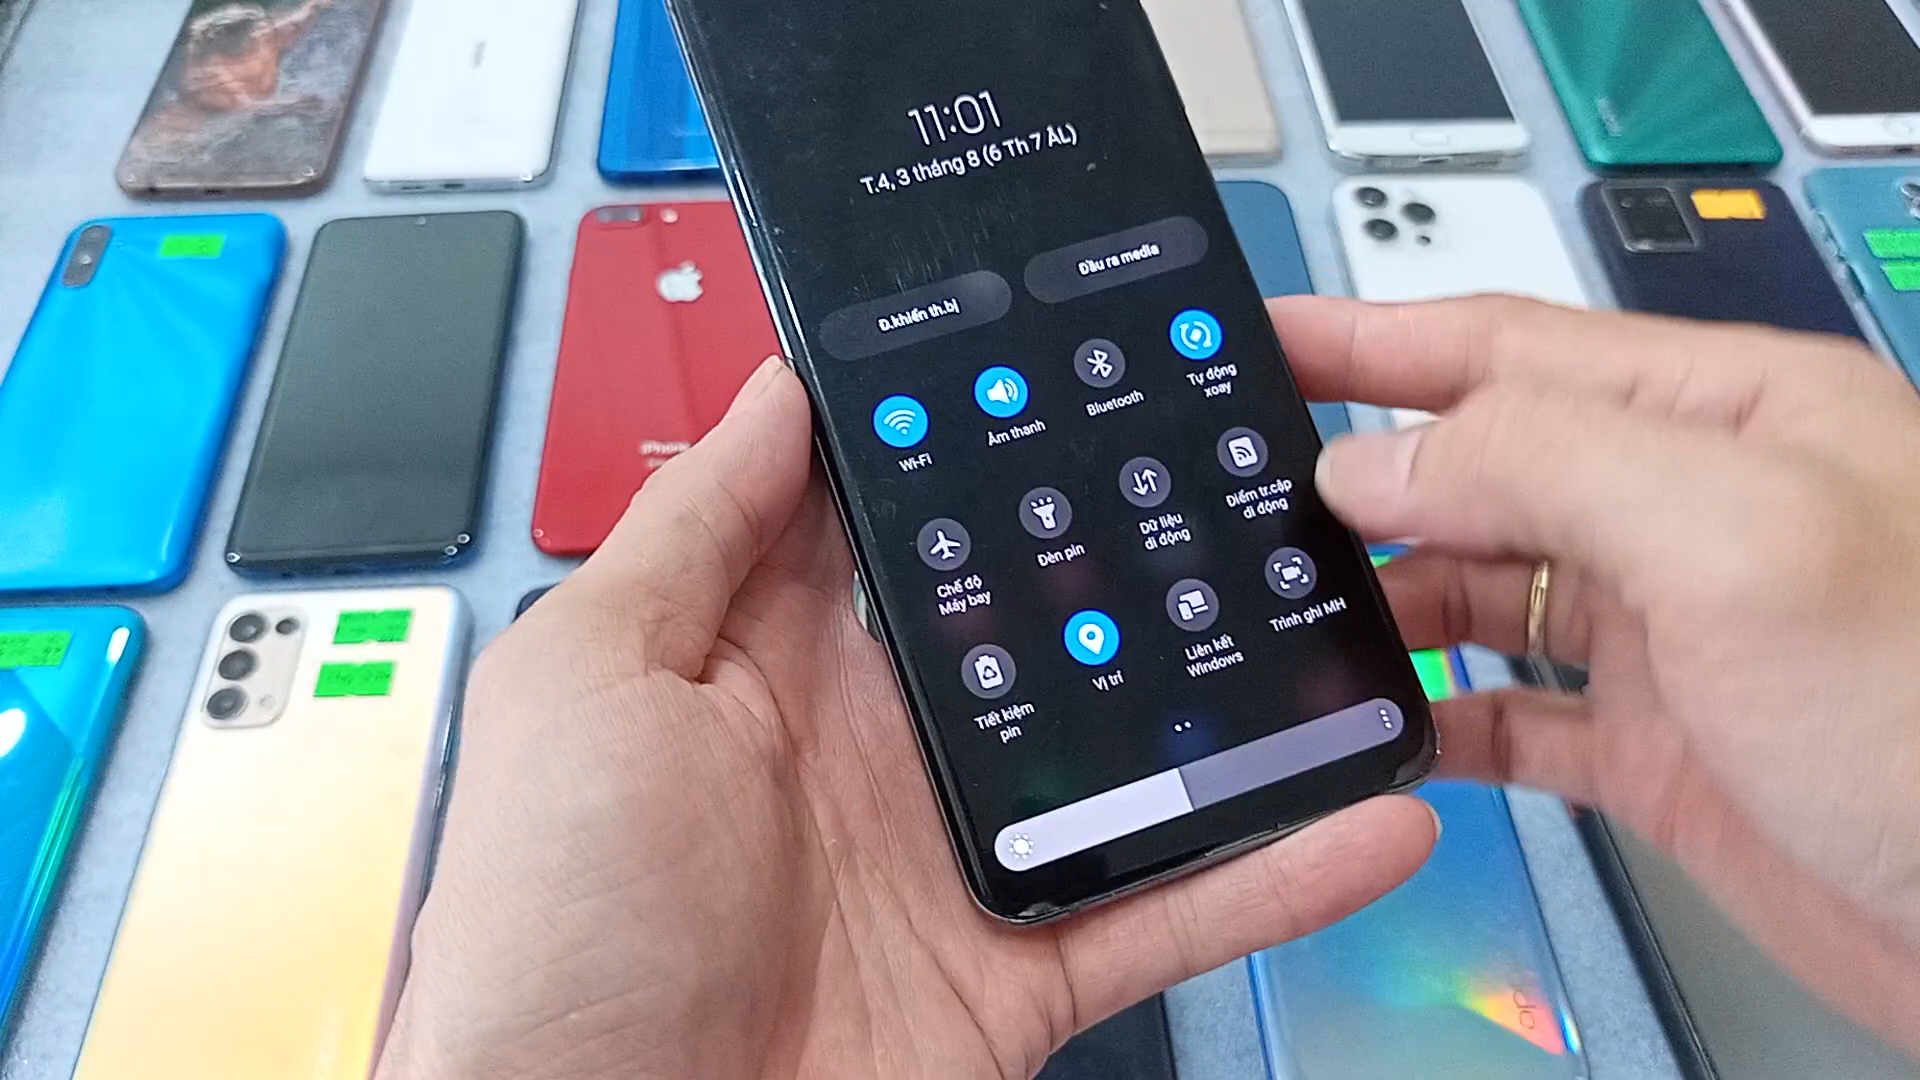 11:01
T.4, 3 tháng 8 (6 Th 7 ÂL)
Đ.khiển th.bị
Đầu ra media
Wi-Fi
Âm thanh
Bluetooth
Tự động
xoay
Chế độ
Máy bay
Đèn pin
Dữ liệu
di động
Điểm tr.cập
di động
Tiết kiệm
pin
Vị trí
Liên kết
Windows
Trình ghi MH